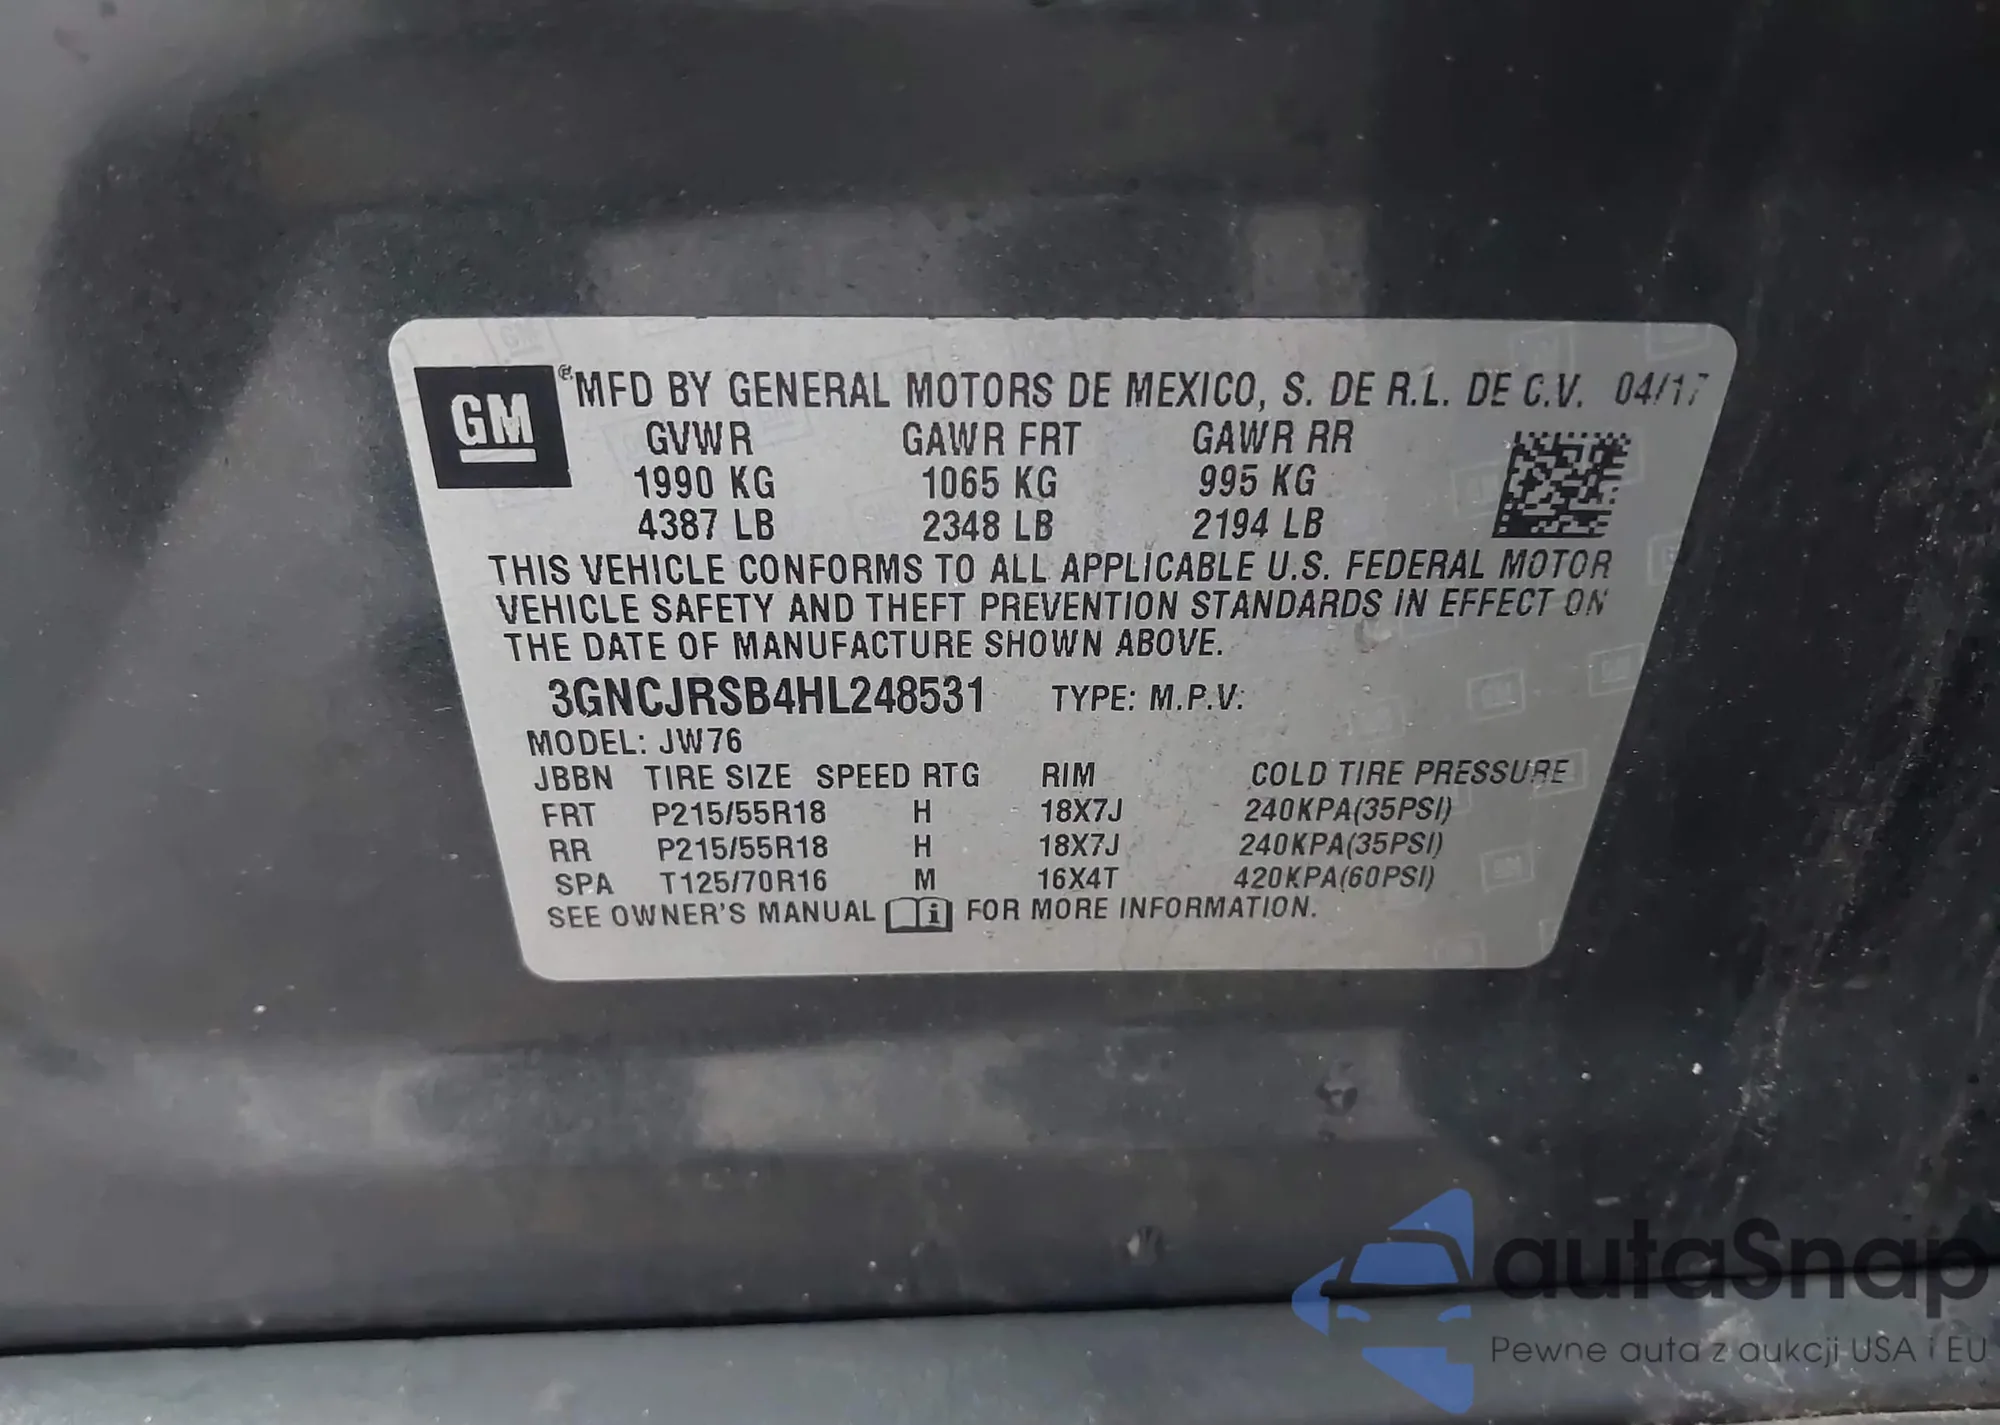 GM ® MFD BY GENERAL MOTORS DE MEXICO, S. DE R.L. DE C.V. 04/17
GVWR GAWR FRT GAWR RR
1990 KG 1065 KG 995 KG
4387 LB 2348 LB 2194 LB
THIS VEHICLE CONFORMS TO ALL APPLICABLE U.S. FEDERAL MOTOR
VEHICLE SAFETY AND THEFT PREVENTION STANDARDS IN EFFECT ON
THE DATE OF MANUFACTURE SHOWN ABOVE.
3GNCJRSB4HL248531 TYPE: M.P.V.
MODEL: JW76
JBBN TIRE SIZE SPEED RTG RIM COLD TIRE PRESSURE
FRT P215/55R18 H 18X7J 240KPA(35PSI)
RR P215/55R18 H 18X7J 240KPA(35PSI)
SPA T125/70R16 M 16X4T 420KPA(60PSI)
SEE OWNER'S MANUAL i FOR MORE INFORMATION.
autaSnap
Pewne auta z aukcji USA i EU